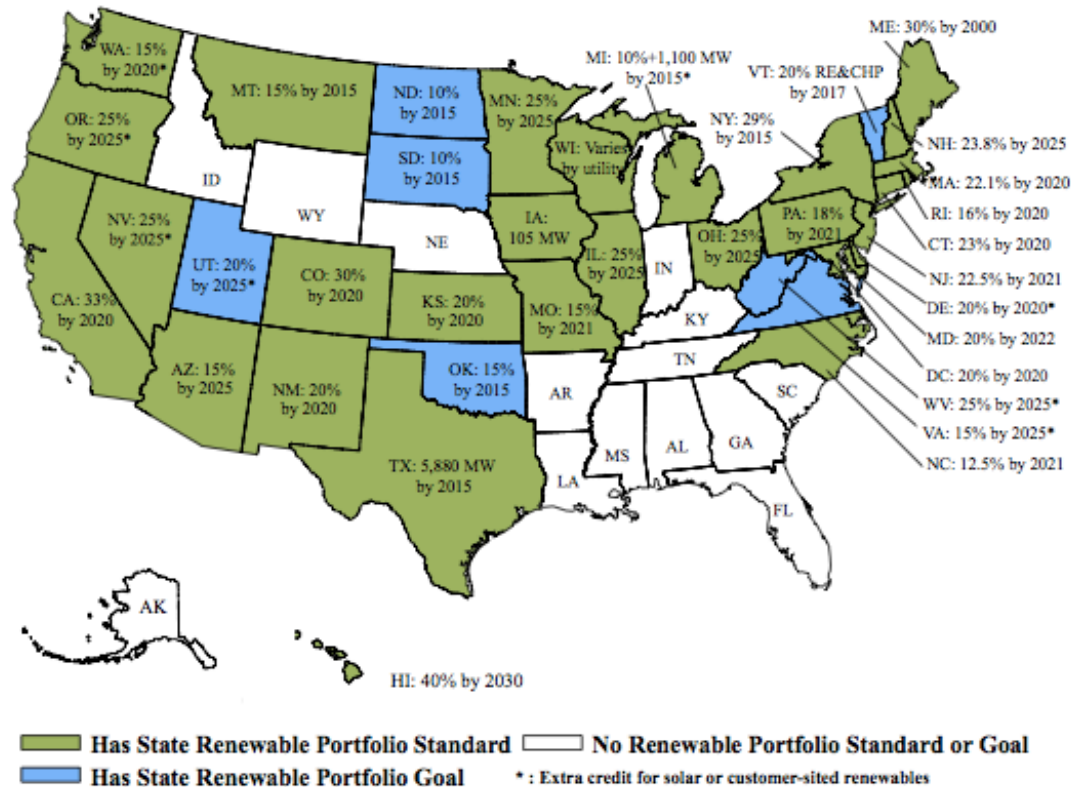 WA: 15%
by 2020*
OR: 25%
by 2025*
MT: 15% by 2015
ID
WY
NV: 25%
by 2025*
UT: 20%
by 2025*
CA: 33%
by 2020
AZ: 15%
by 2025
CO: 30%
by 2020
NM: 20%
by 2020
ND: 10%
by 2015
SD: 10%
by 2015
NE
KS: 20%
by 2020
OK: 15%
by 2015
TX: 5,880 MW
by 2015
MN: 25%
by 2025
WI: Varies
by utility
IA:
105 MW
MO: 15%
by 2021
IL: 25%
by 2025
MI: 10%+1,100 MW
by 2015*
IN
OH: 25%
by 2025
KY
TN
AR
LA
MS
AL
GA
SC
FL
PA: 18%
by 2021
NY: 29%
by 2015
VT: 20% RE&CHP
by 2017
ME: 30% by 2000
NH: 23.8% by 2025
MA: 22.1% by 2020
RI: 16% by 2020
CT: 23% by 2020
NJ: 22.5% by 2021
DE: 20% by 2020*
MD: 20% by 2022
DC: 20% by 2020
WV: 25% by 2025*
VA: 15% by 2025*
NC: 12.5% by 2021
AK
HI: 40% by 2030
Has State Renewable Portfolio Standard
No Renewable Portfolio Standard or Goal
Has State Renewable Portfolio Goal
* : Extra credit for solar or customer-sited renewables